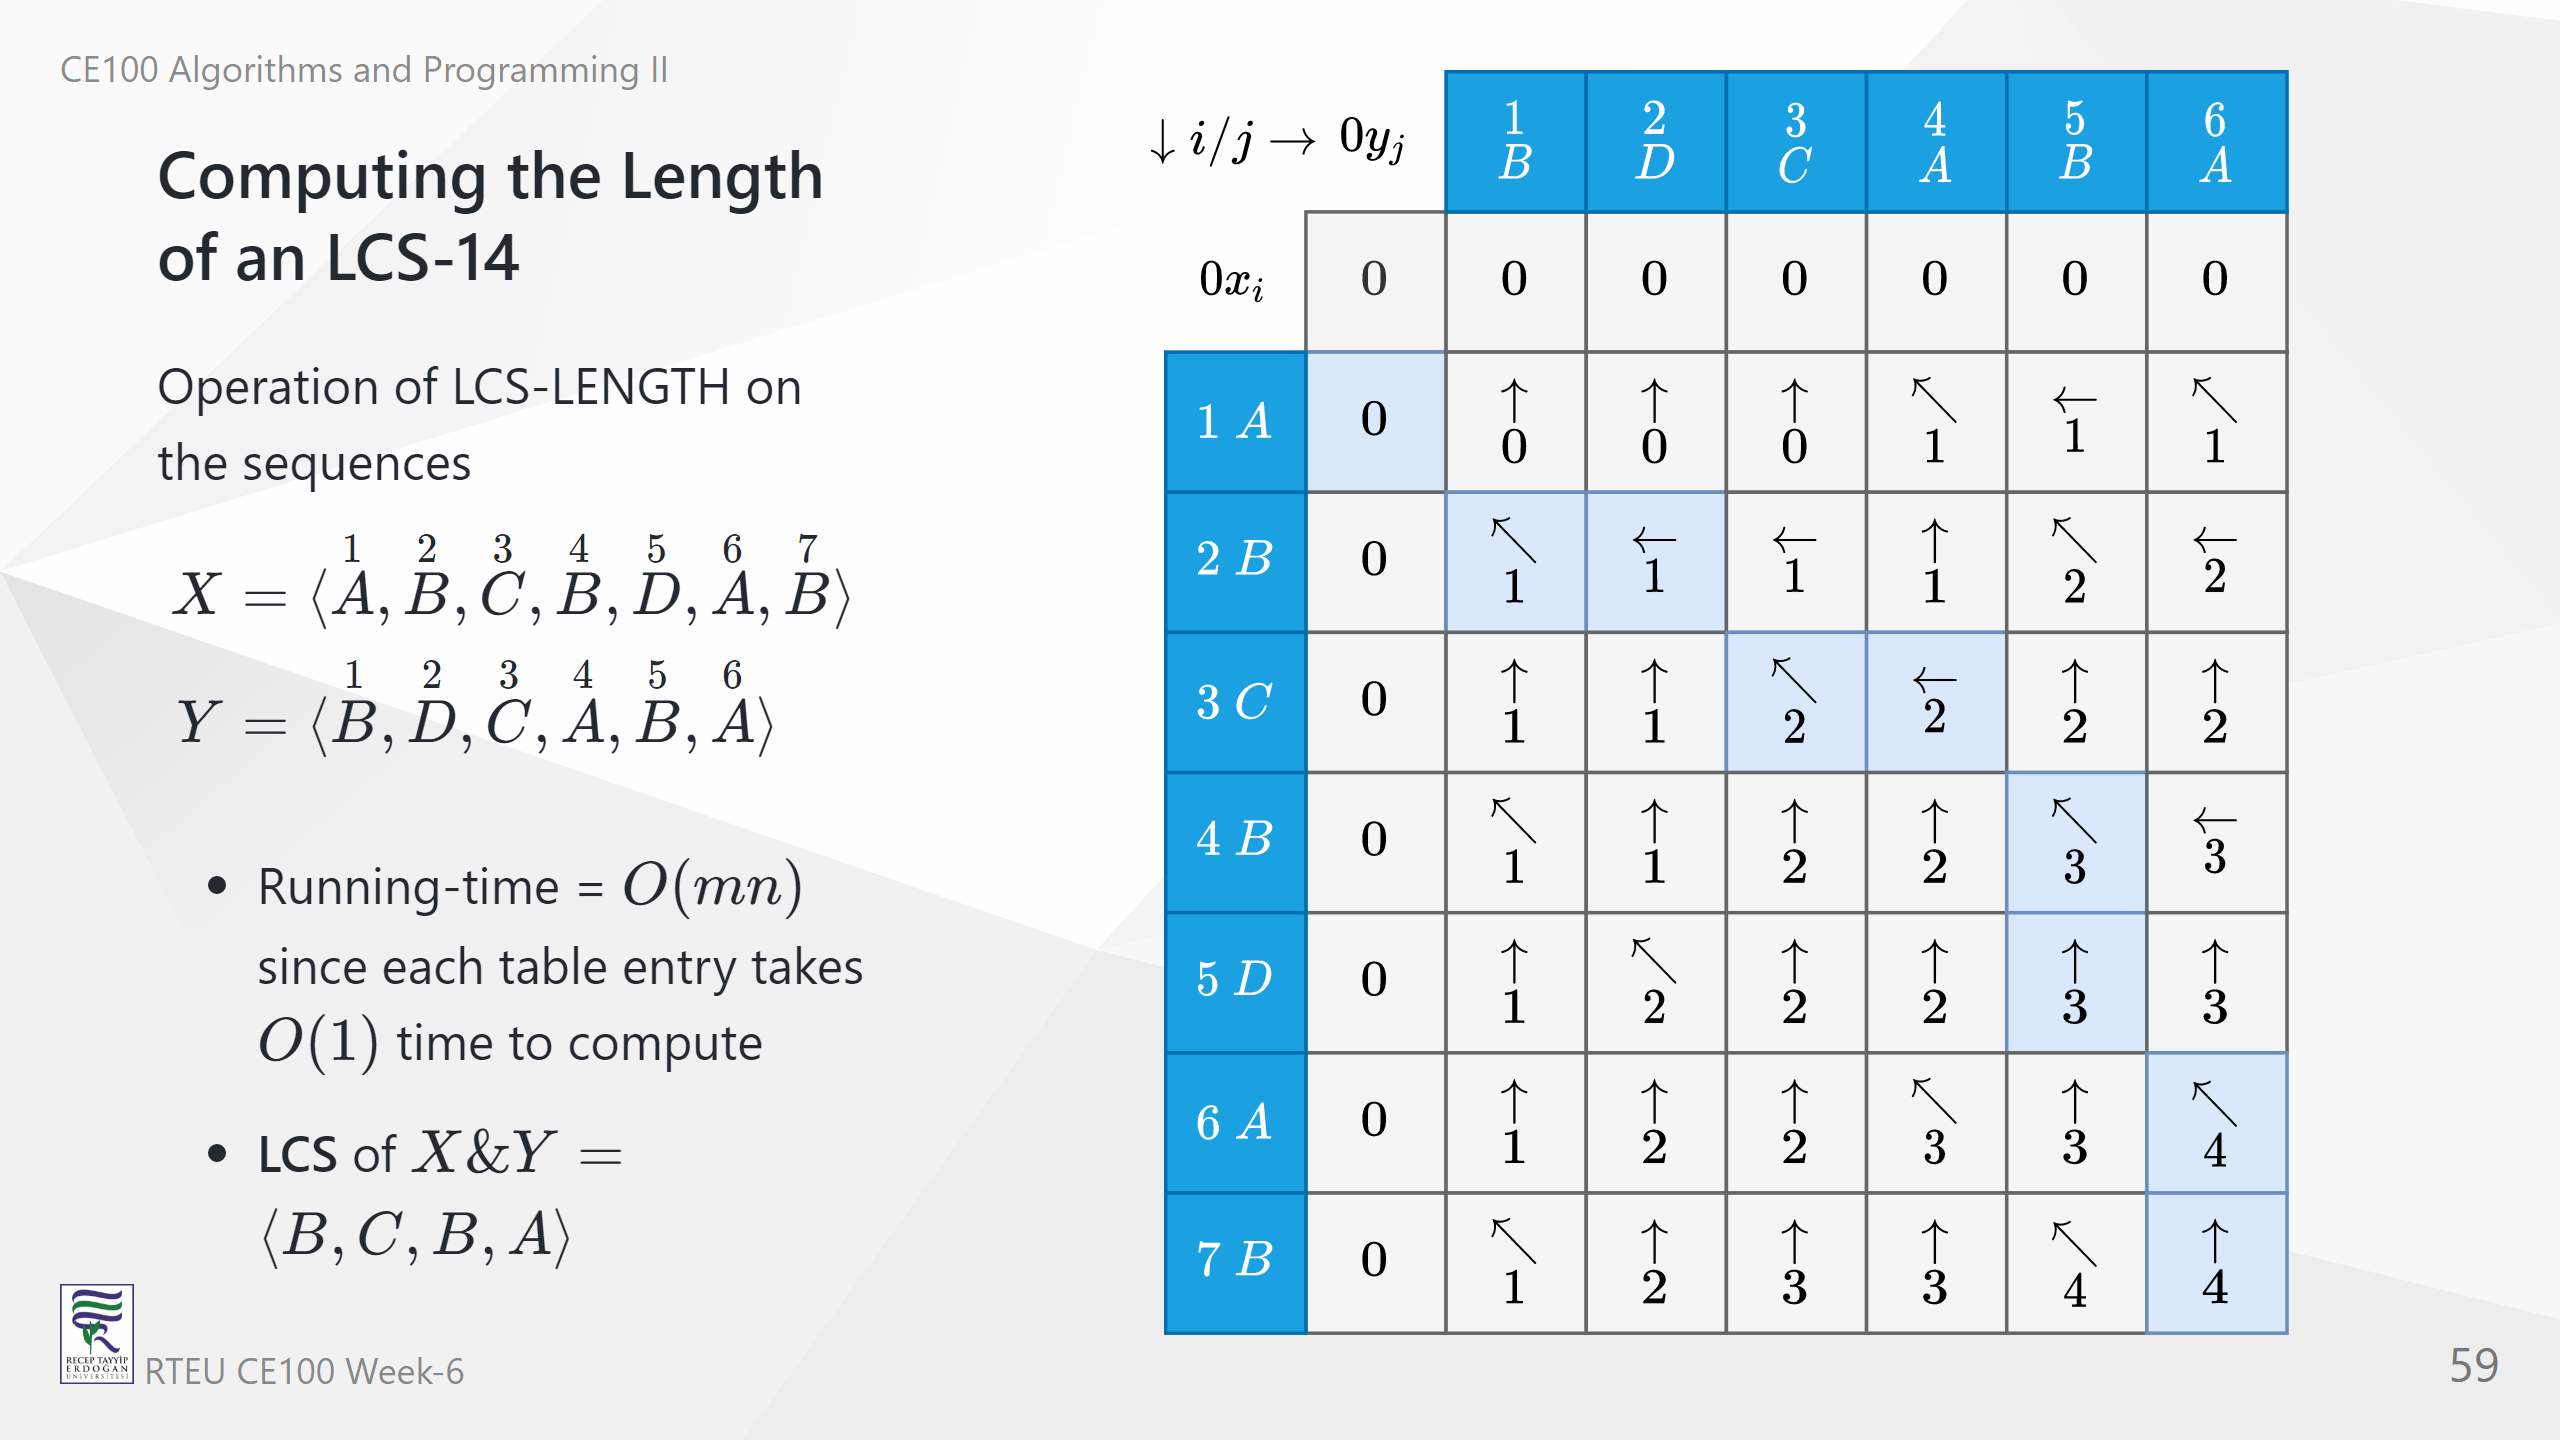 CE100 Algorithms and Programming II
Computing the Length
of an LCS-14
Operation of LCS-LENGTH on
the sequences
1 2 3 4 5 6 7
X = ⟨A, B, C, B, D, A, B⟩
1 2 3 4 5 6
Y = ⟨B, D, C, A, B, A⟩
• Running-time = O(mn)
since each table entry takes
O(1) time to compute
• LCS of X&Y =
⟨B, C, B, A⟩
↓ i/j → 0y_j
1 2 3 4 5 6
B D C A B A
0x_i 0 0 0 0 0 0 0
1 A 0 ↑0 ↑0 ↑0 ↖1 ←1 ↖1
2 B 0 ↖1 ←1 ←1 ↑1 ↖2 ←2
3 C 0 ↑1 ↑1 ↖2 ←2 ↑2 ↑2
4 B 0 ↖1 ↑1 ↑2 ↑2 ↖3 ←3
5 D 0 ↑1 ↖2 ↑2 ↑2 ↑3 ↑3
6 A 0 ↑1 ↑2 ↑2 ↖3 ↑3 ↖4
7 B 0 ↖1 ↑2 ↑3 ↑3 ↖4 ↑4
RECEP TAYYİP
ERDOĞAN
ÜNİVERSİTESİ
RTEU CE100 Week-6
59